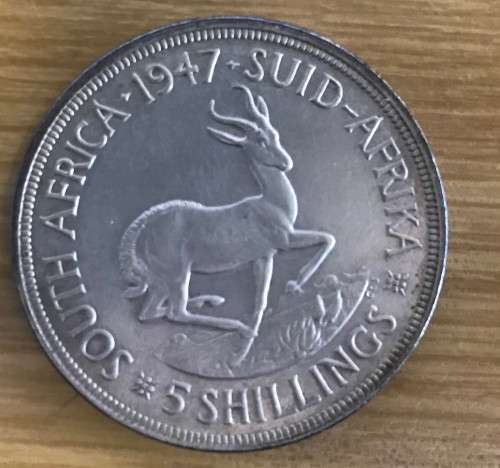 SOUTH AFRICA · 1947 · SUID-AFRIKA
5 SHILLINGS